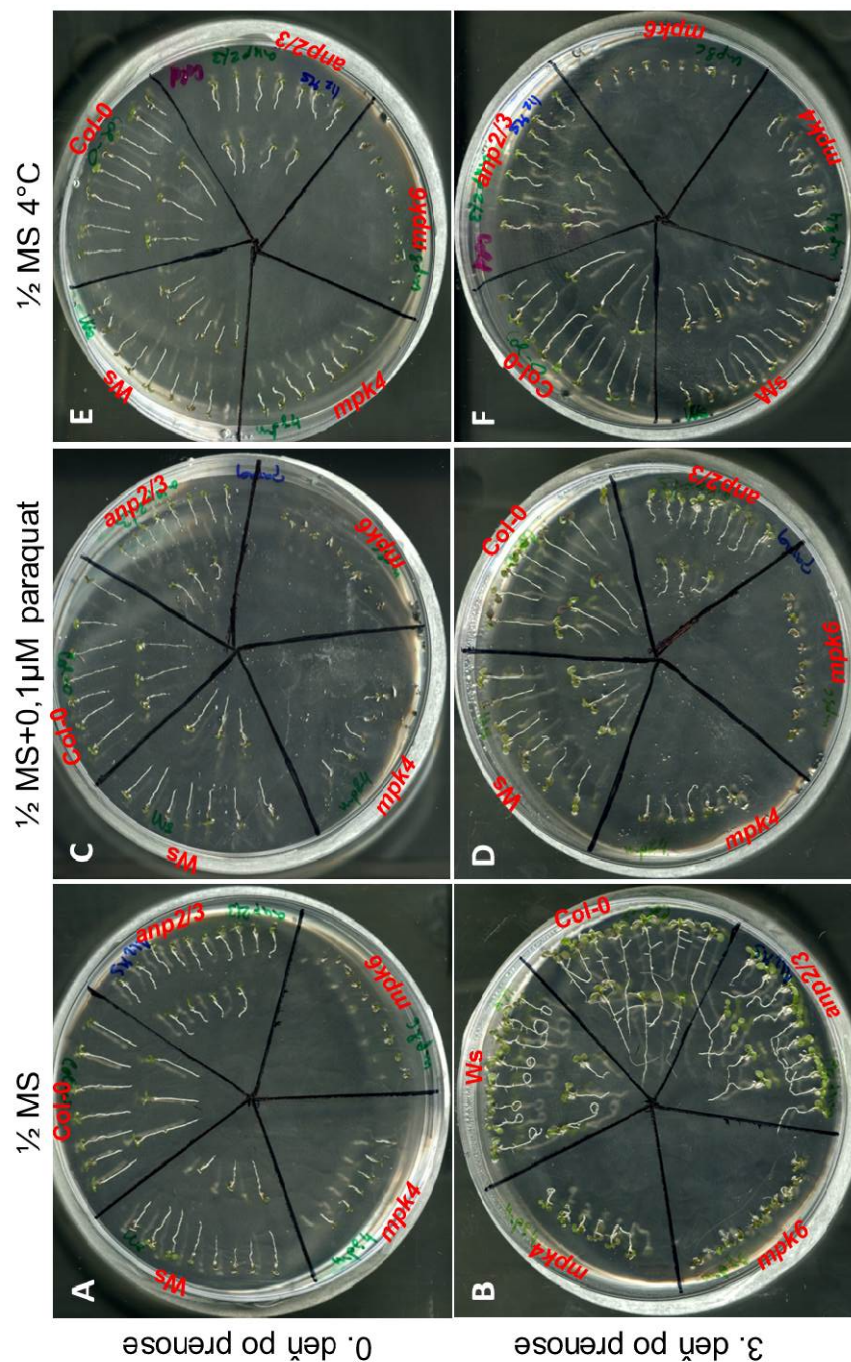 ½ MS
½ MS+0,1µM paraquat
½ MS 4°C
0. deň po prenose
A
Col-0
anp2/3
Ws
mpk4
mpk6
C
Col-0
anp2/3
Ws
mpk4
mpk6
E
Ws
Col-0
anp2/3
mpk4
mpk6
3. deň po prenose
B
Ws
Col-0
mpk4
mpk6
anp2/3
D
Ws
Col-0
anp2/3
mpk4
mpk6
F
Col-0
anp2/3
mpk6
Ws
mpk4